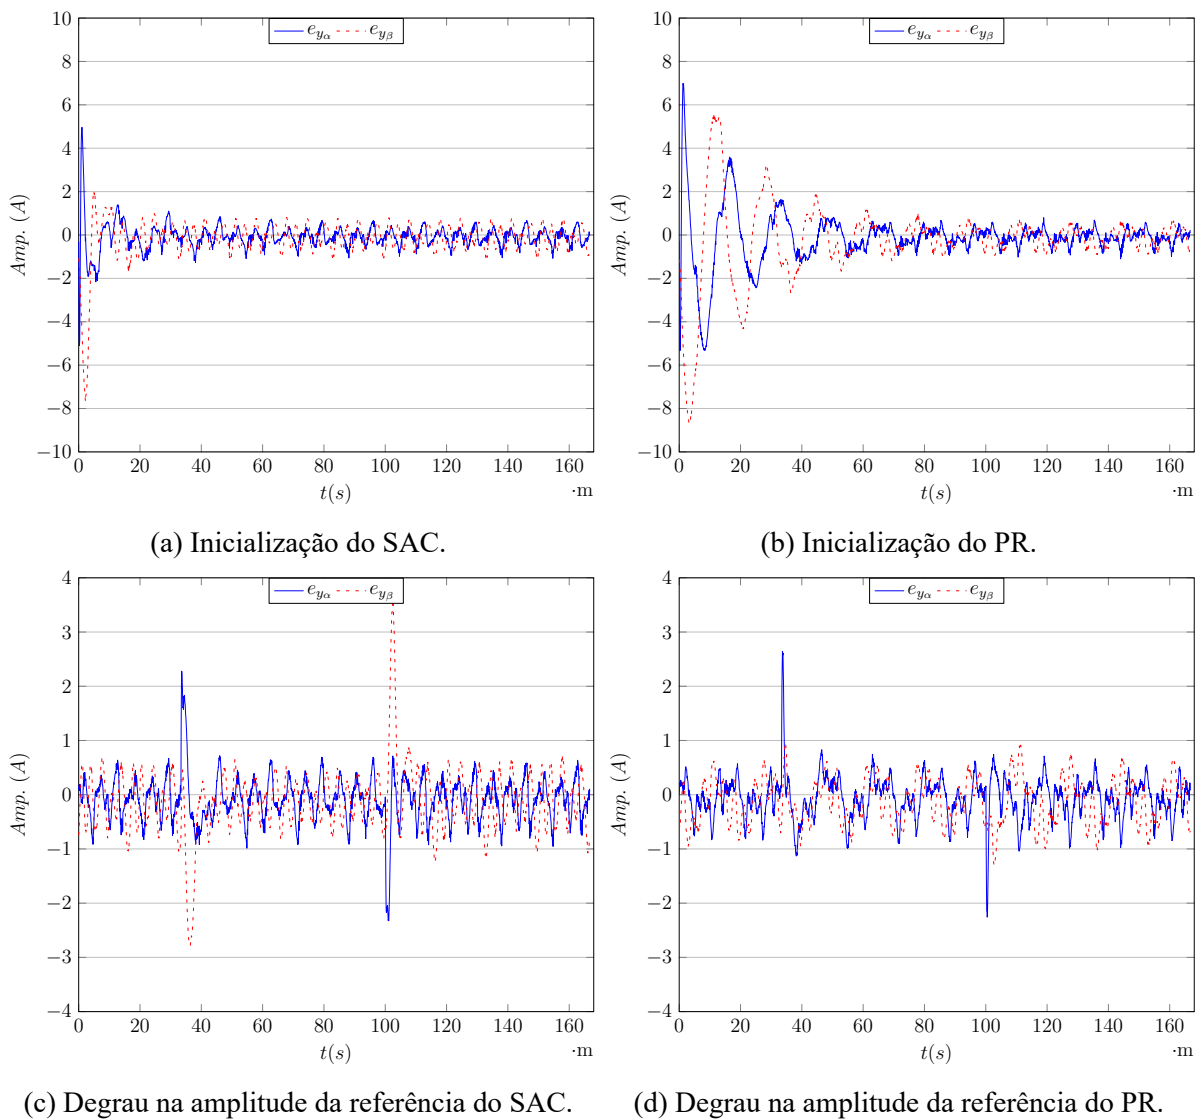 e_{y_α} e_{y_β}
10
8
6
4
2
0
−2
−4
−6
−8
−10
Amp. (A)
0 20 40 60 80 100 120 140 160
t(s)
·m
(a) Inicialização do SAC.
e_{y_α} e_{y_β}
10
8
6
4
2
0
−2
−4
−6
−8
−10
Amp. (A)
0 20 40 60 80 100 120 140 160
t(s)
·m
(b) Inicialização do PR.
e_{y_α} e_{y_β}
4
3
2
1
0
−1
−2
−3
−4
Amp. (A)
0 20 40 60 80 100 120 140 160
t(s)
·m
(c) Degrau na amplitude da referência do SAC.
e_{y_α} e_{y_β}
4
3
2
1
0
−1
−2
−3
−4
Amp. (A)
0 20 40 60 80 100 120 140 160
t(s)
·m
(d) Degrau na amplitude da referência do PR.